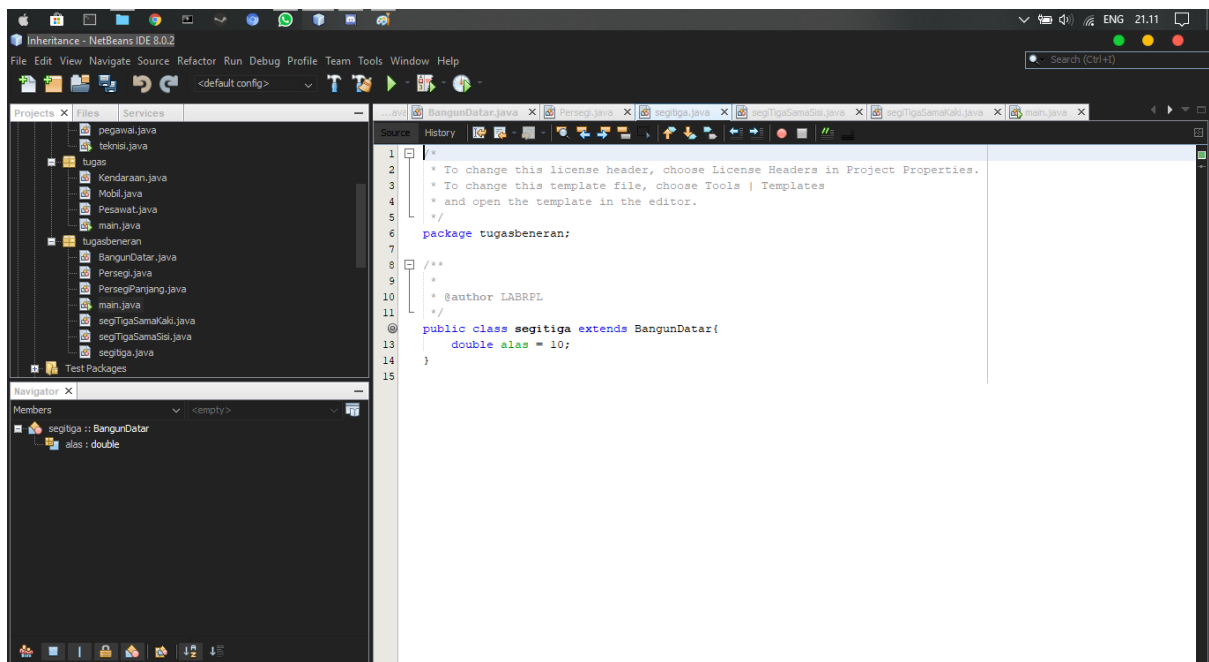 ENG 21.11
Inheritance - NetBeans IDE 8.0.2
File Edit View Navigate Source Refactor Run Debug Profile Team Tools Window Help
Search (Ctrl+I)
<default config>
Projects Files Services
pegawai.java
teknisi.java
tugas
Kendaraan.java
Mobil.java
Pesawat.java
main.java
tugasbeneran
BangunDatar.java
Persegi.java
PersegiPanjang.java
main.java
segiTigaSamaKaki.java
segiTigaSamaSisi.java
segitiga.java
Test Packages
Navigator
Members <empty>
segitiga :: BangunDatar
alas : double
...ava BangunDatar.java Persegi.java segitiga.java segiTigaSamaSisi.java segiTigaSamaKaki.java main.java
Source History
1 /*
2 * To change this license header, choose License Headers in Project Properties.
3 * To change this template file, choose Tools | Templates
4 * and open the template in the editor.
5 */
6 package tugasbeneran;
7
8 /**
9 *
10 * @author LABRPL
11 */
public class segitiga extends BangunDatar{
13 double alas = 10;
14 }
15